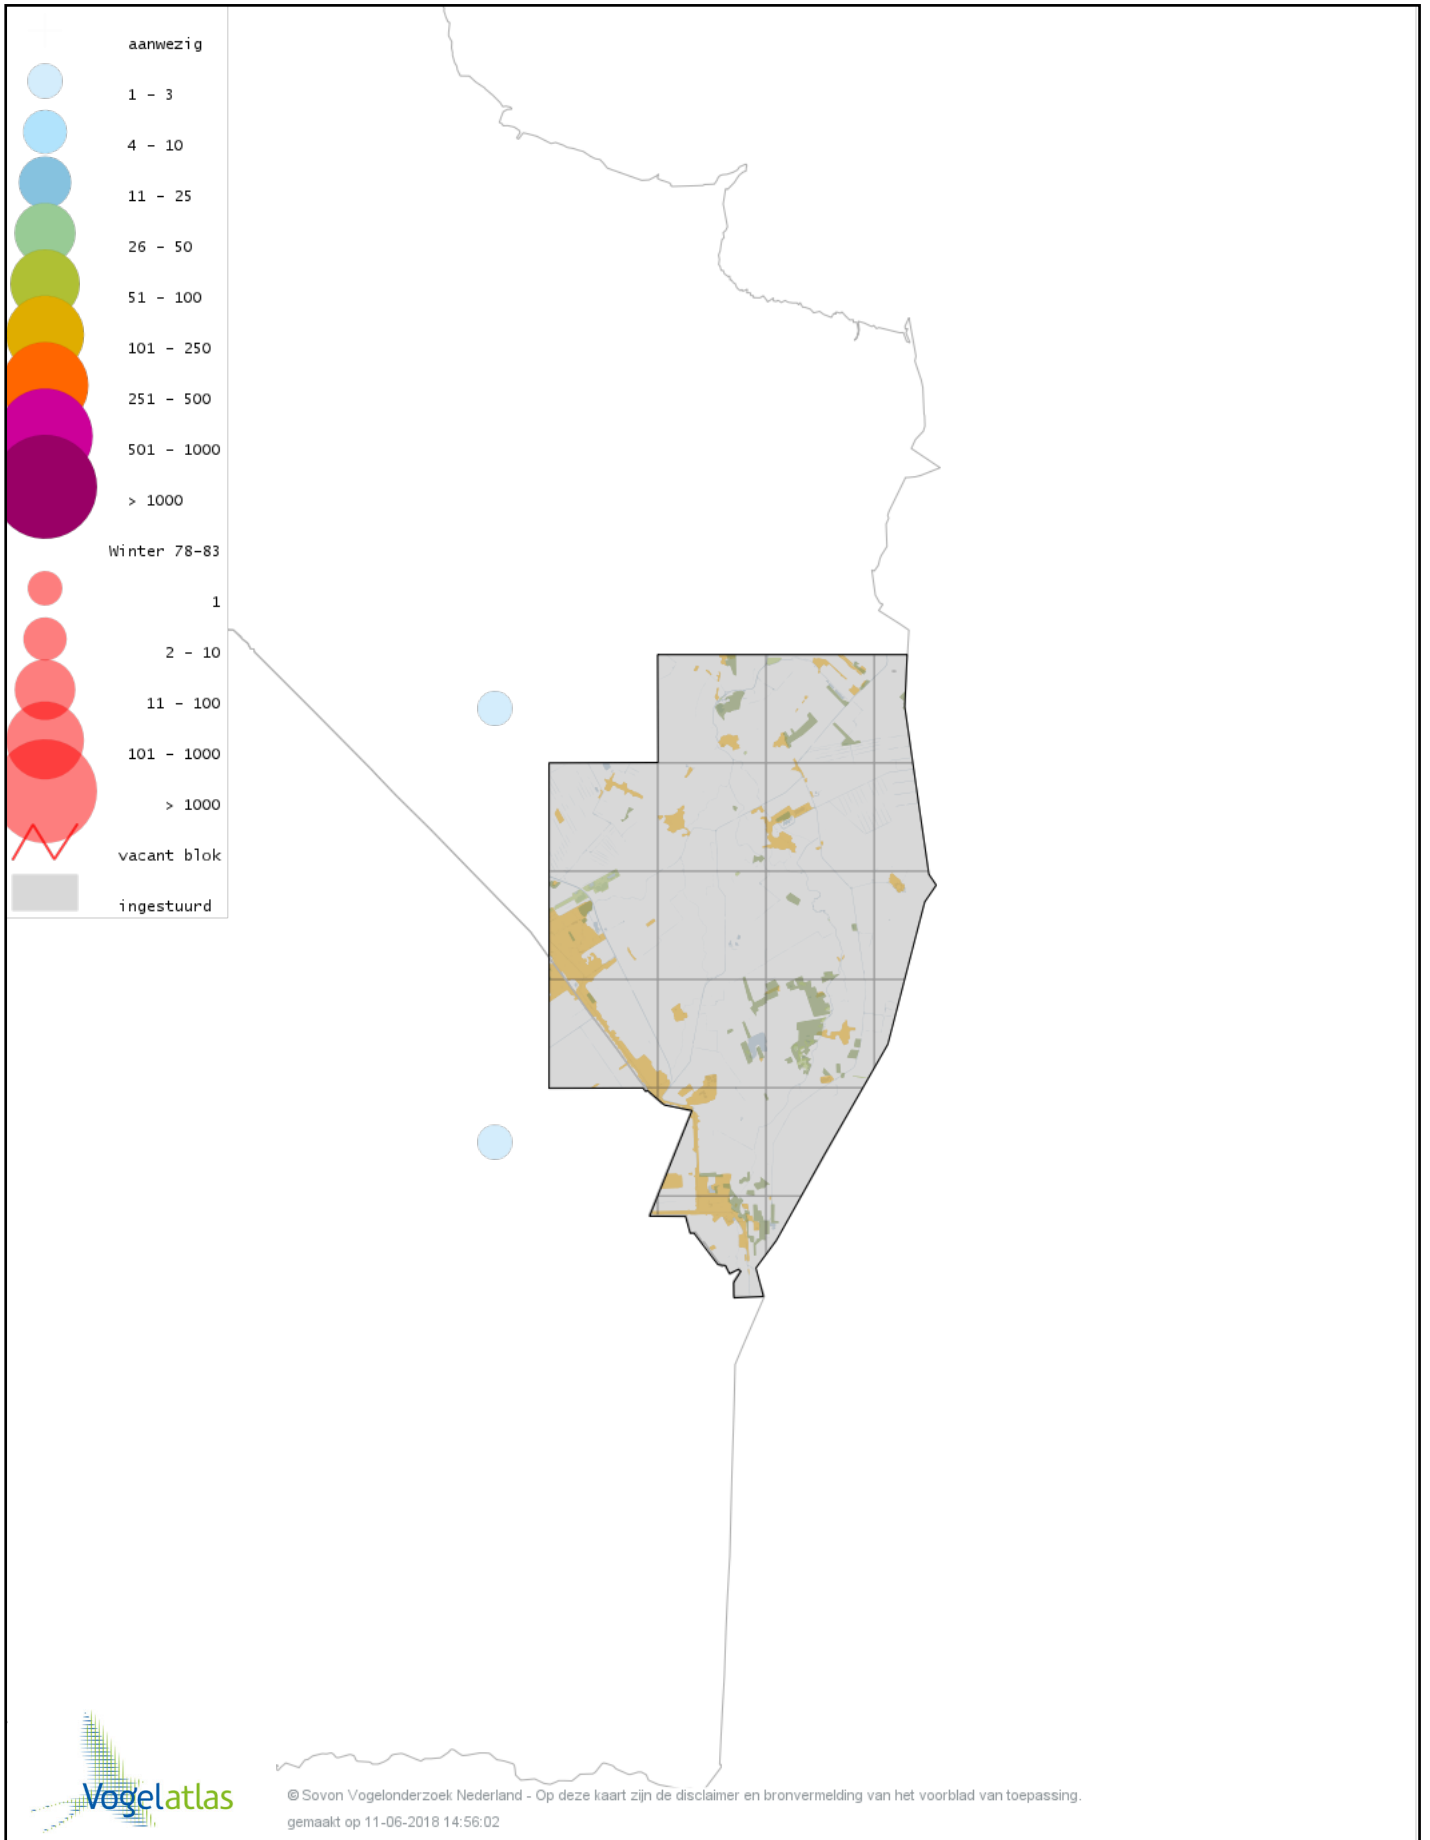 aanwezig
1 - 3
4 - 10
11 - 25
26 - 50
51 - 100
101 - 250
251 - 500
501 - 1000
> 1000
Winter 78-83
1
2 - 10
11 - 100
101 - 1000
> 1000
vacant blok
ingestuurd
Vogelatlas
© Sovon Vogelonderzoek Nederland - Op deze kaart zijn de disclaimer en bronvermelding van het voorblad van toepassing.
gemaakt op 11-06-2018 14:56:02